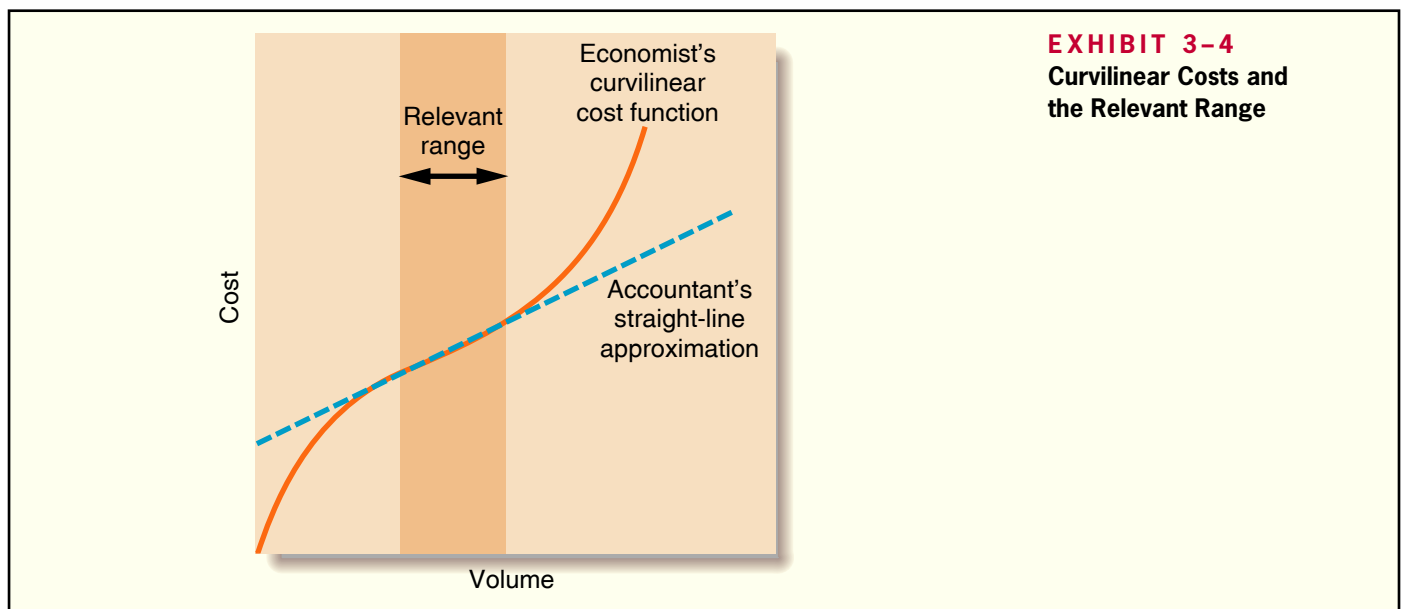 EXHIBIT 3–4
Curvilinear Costs and
the Relevant Range
Economist's
curvilinear
cost function
Relevant
range
Accountant's
straight-line
approximation
Cost
Volume